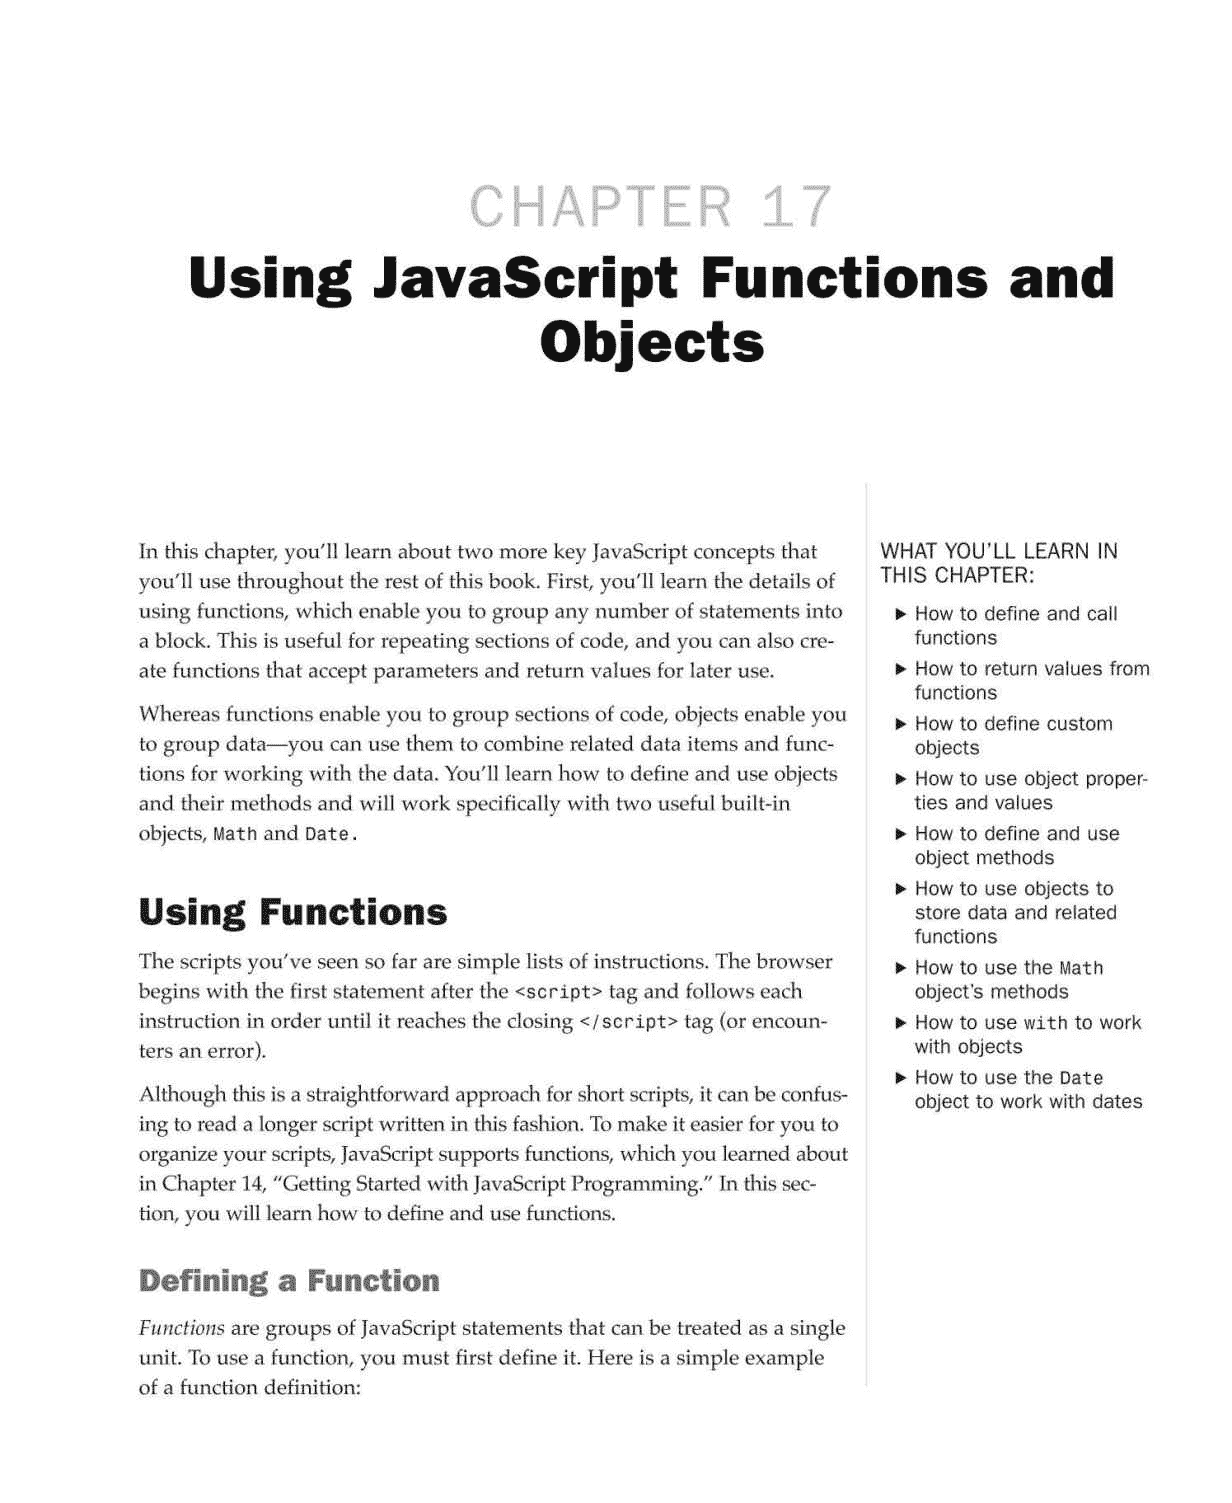 CHAPTER 17
Using JavaScript Functions and
Objects
In this chapter, you'll learn about two more key JavaScript concepts that
you'll use throughout the rest of this book. First, you'll learn the details of
using functions, which enable you to group any number of statements into
a block. This is useful for repeating sections of code, and you can also cre-
ate functions that accept parameters and return values for later use.
Whereas functions enable you to group sections of code, objects enable you
to group data—you can use them to combine related data items and func-
tions for working with the data. You'll learn how to define and use objects
and their methods and will work specifically with two useful built-in
objects, Math and Date.
Using Functions
The scripts you've seen so far are simple lists of instructions. The browser
begins with the first statement after the <script> tag and follows each
instruction in order until it reaches the closing </script> tag (or encoun-
ters an error).
Although this is a straightforward approach for short scripts, it can be confus-
ing to read a longer script written in this fashion. To make it easier for you to
organize your scripts, JavaScript supports functions, which you learned about
in Chapter 14, "Getting Started with JavaScript Programming." In this sec-
tion, you will learn how to define and use functions.
Defining a Function
Functions are groups of JavaScript statements that can be treated as a single
unit. To use a function, you must first define it. Here is a simple example
of a function definition:
WHAT YOU'LL LEARN IN
THIS CHAPTER:
▶ How to define and call
functions
▶ How to return values from
functions
▶ How to define custom
objects
▶ How to use object proper-
ties and values
▶ How to define and use
object methods
▶ How to use objects to
store data and related
functions
▶ How to use the Math
object's methods
▶ How to use with to work
with objects
▶ How to use the Date
object to work with dates